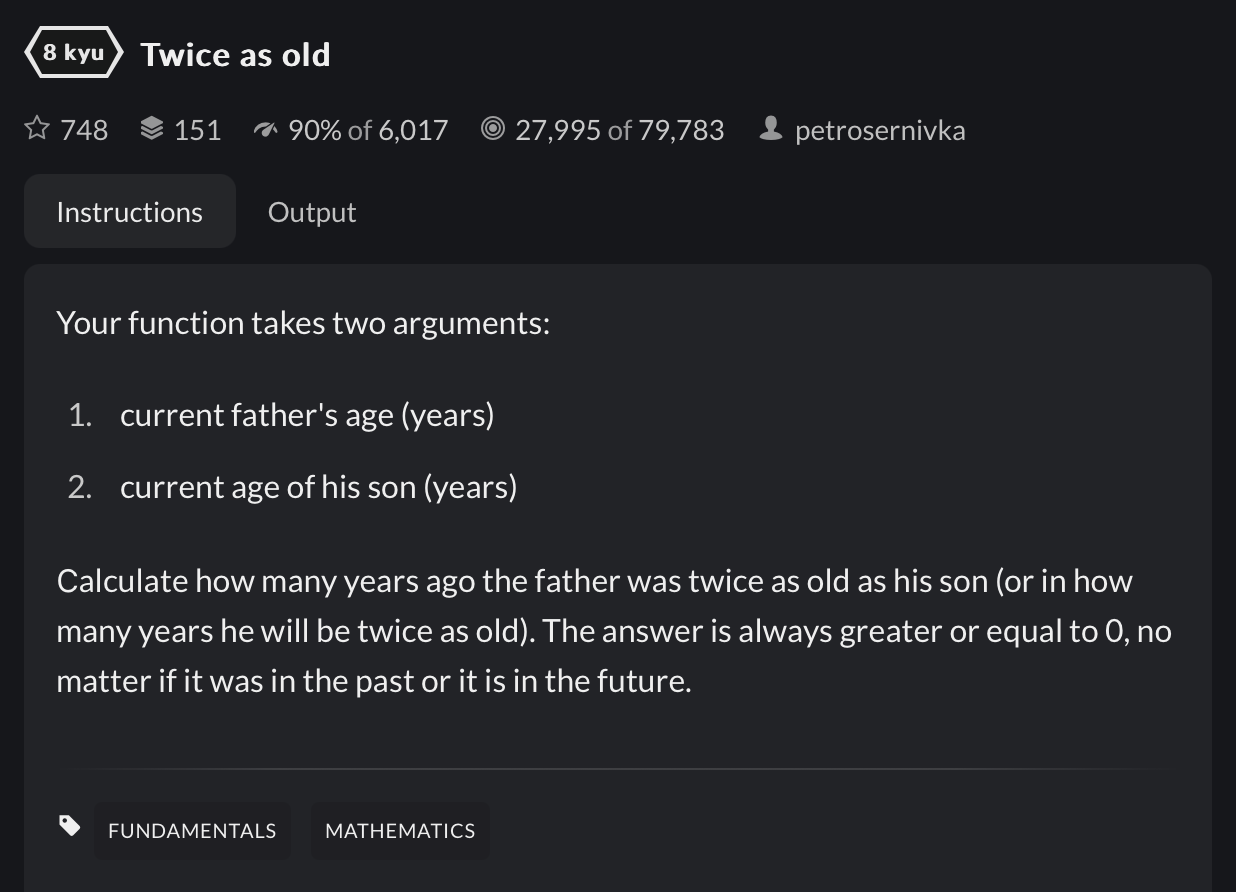 8 kyu Twice as old
748 151 90% of 6,017 27,995 of 79,783 petrosernivka
Instructions Output
Your function takes two arguments:
1. current father's age (years)
2. current age of his son (years)
Calculate how many years ago the father was twice as old as his son (or in how
many years he will be twice as old). The answer is always greater or equal to 0, no
matter if it was in the past or it is in the future.
FUNDAMENTALS MATHEMATICS